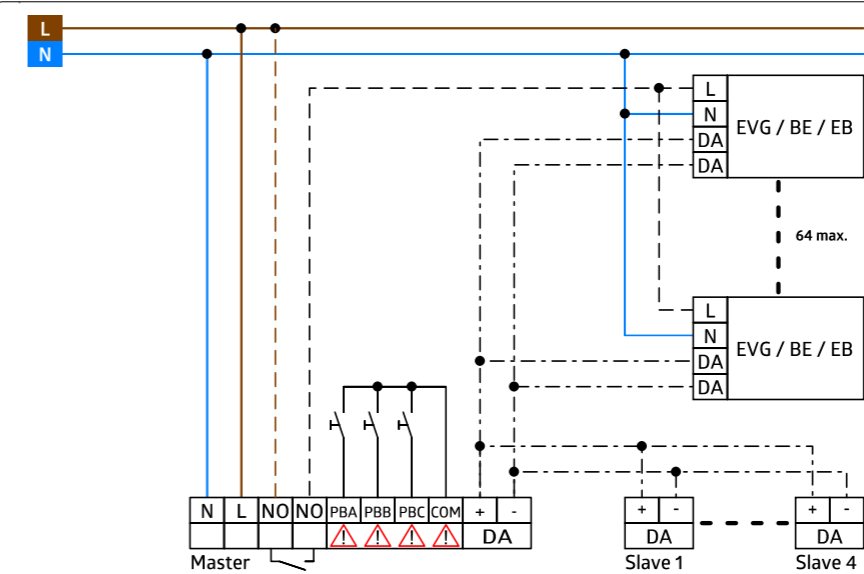 L
N
L
N
DA
DA
EVG / BE / EB
64 max.
L
N
DA
DA
EVG / BE / EB
N L NO NO PBA PBB PBC COM + -
! ! ! ! DA
Master
+ -
DA
Slave 1
+ -
DA
Slave 4